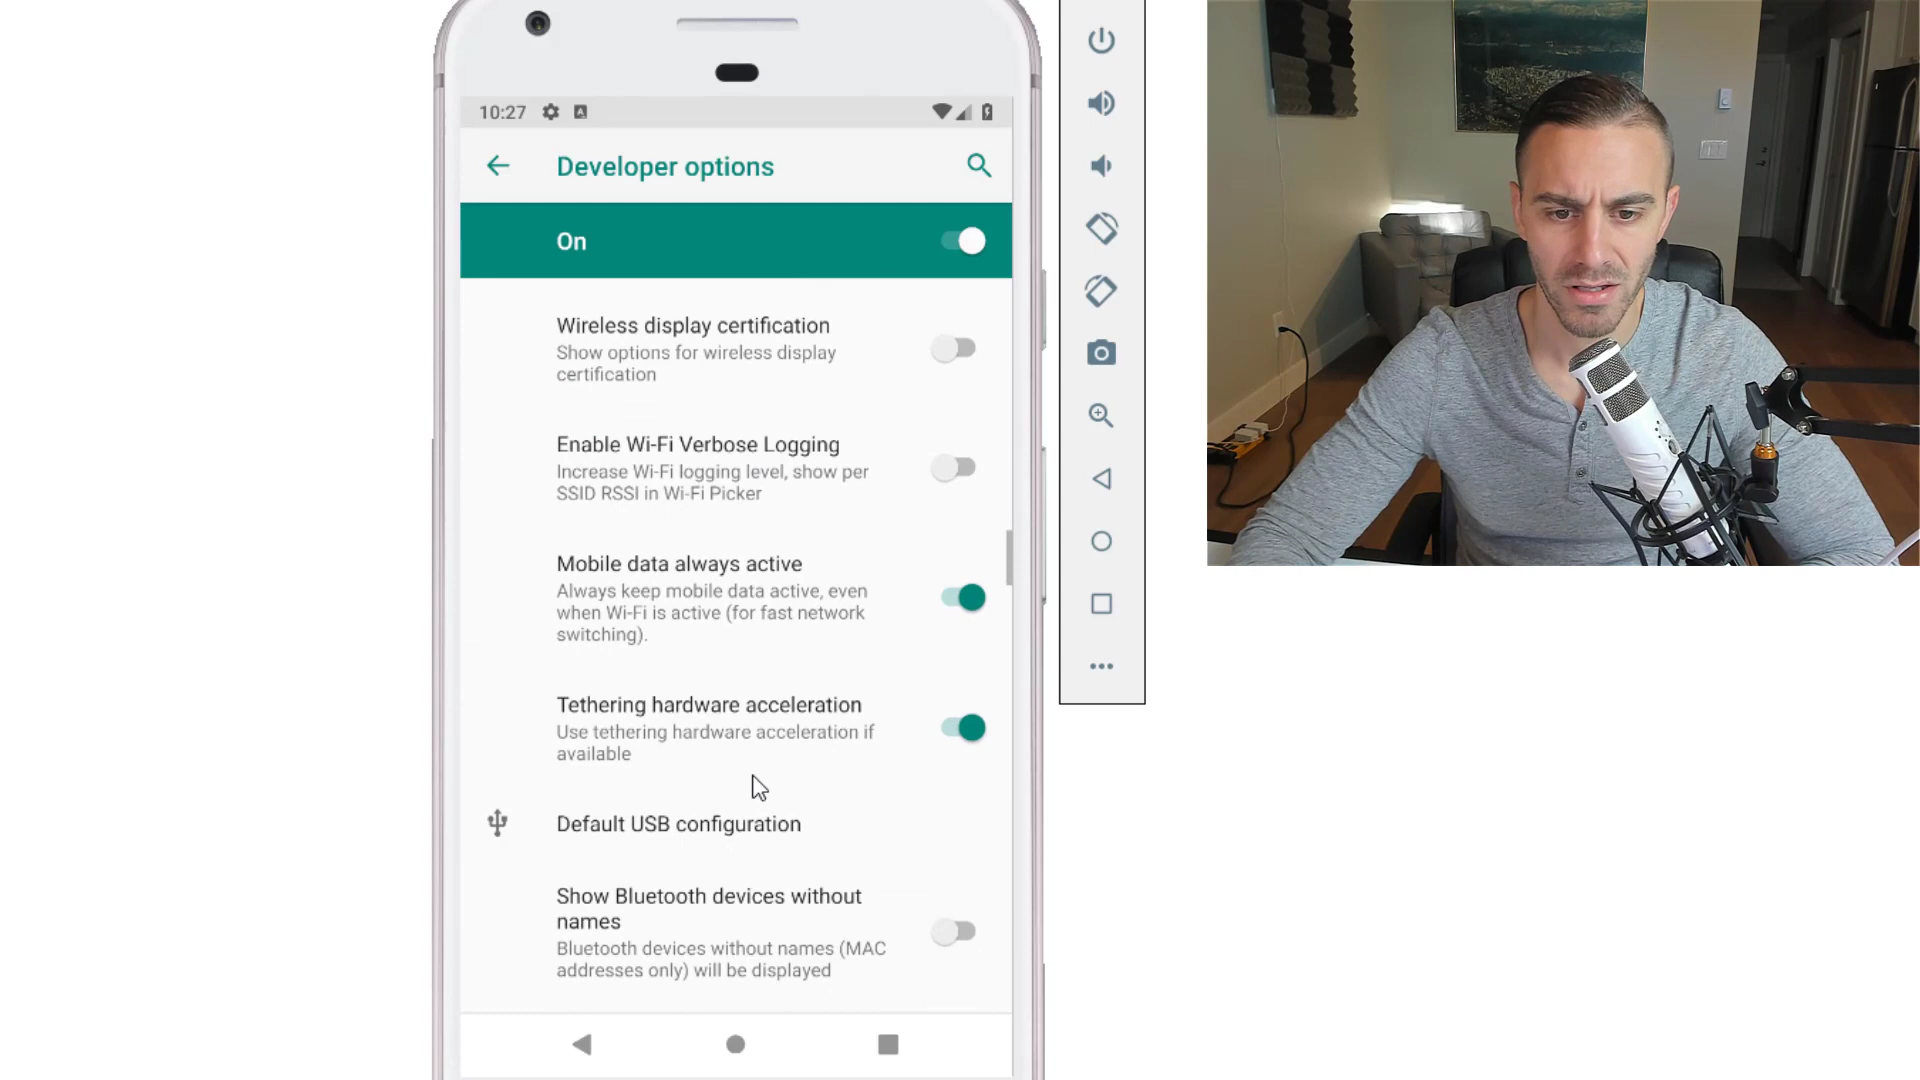 10:27
Developer options
On
Wireless display certification
Show options for wireless display
certification
Enable Wi-Fi Verbose Logging
Increase Wi-Fi logging level, show per
SSID RSSI in Wi-Fi Picker
Mobile data always active
Always keep mobile data active, even
when Wi-Fi is active (for fast network
switching).
Tethering hardware acceleration
Use tethering hardware acceleration if
available
Default USB configuration
Show Bluetooth devices without
names
Bluetooth devices without names (MAC
addresses only) will be displayed